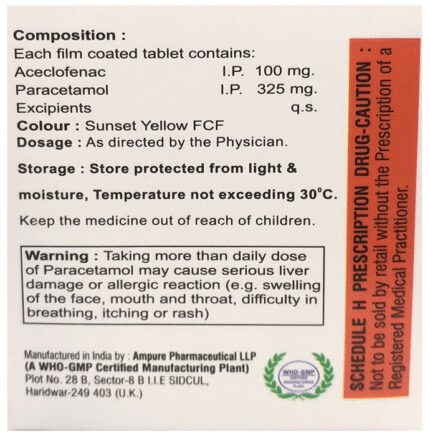 Composition :
Each film coated tablet contains:
Aceclofenac I.P. 100 mg.
Paracetamol I.P. 325 mg.
Excipients q.s.
Colour : Sunset Yellow FCF
Dosage : As directed by the Physician.
Storage : Store protected from light &
moisture, Temperature not exceeding 30°C.
Keep the medicine out of reach of children.
Warning : Taking more than daily dose
of Paracetamol may cause serious liver
damage or allergic reaction (e.g. swelling
of the face, mouth and throat, difficulty in
breathing, itching or rash)
Manufactured in India by : Ampure Pharmaceutical LLP
(A WHO-GMP Certified Manufacturing Plant)
Plot No. 28 B, Sector-8 B I.I.E SIDCUL,
Haridwar-249 403 (U.K.)
WHO-GMP
SCHEDULE H PRESCRIPTION DRUG-CAUTION :
Not to be sold by retail without the Prescription of a
Registered Medical Practitioner.